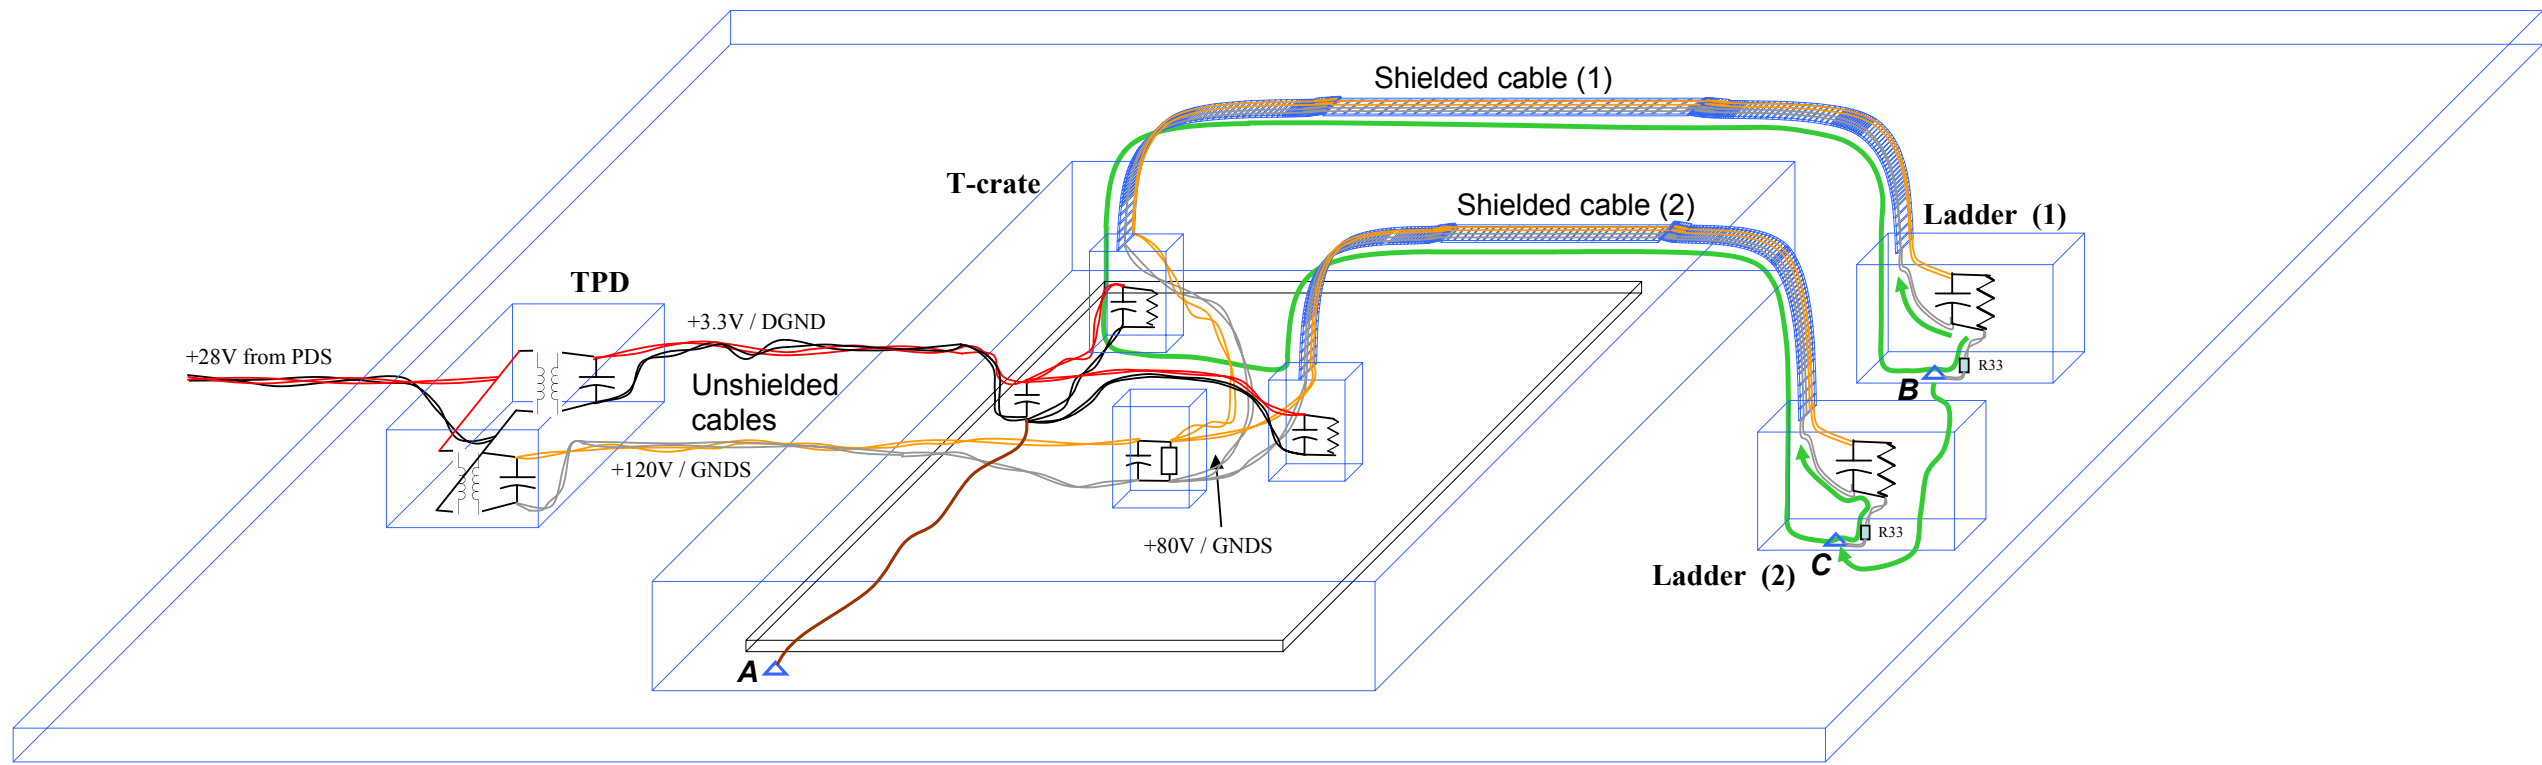 Shielded cable (1)
T-crate
Shielded cable (2)
Ladder (1)
TPD
+3.3V / DGND
+28V from PDS
Unshielded
cables
R33
B
+120V / GNDS
+80V / GNDS
R33
C
Ladder (2)
A